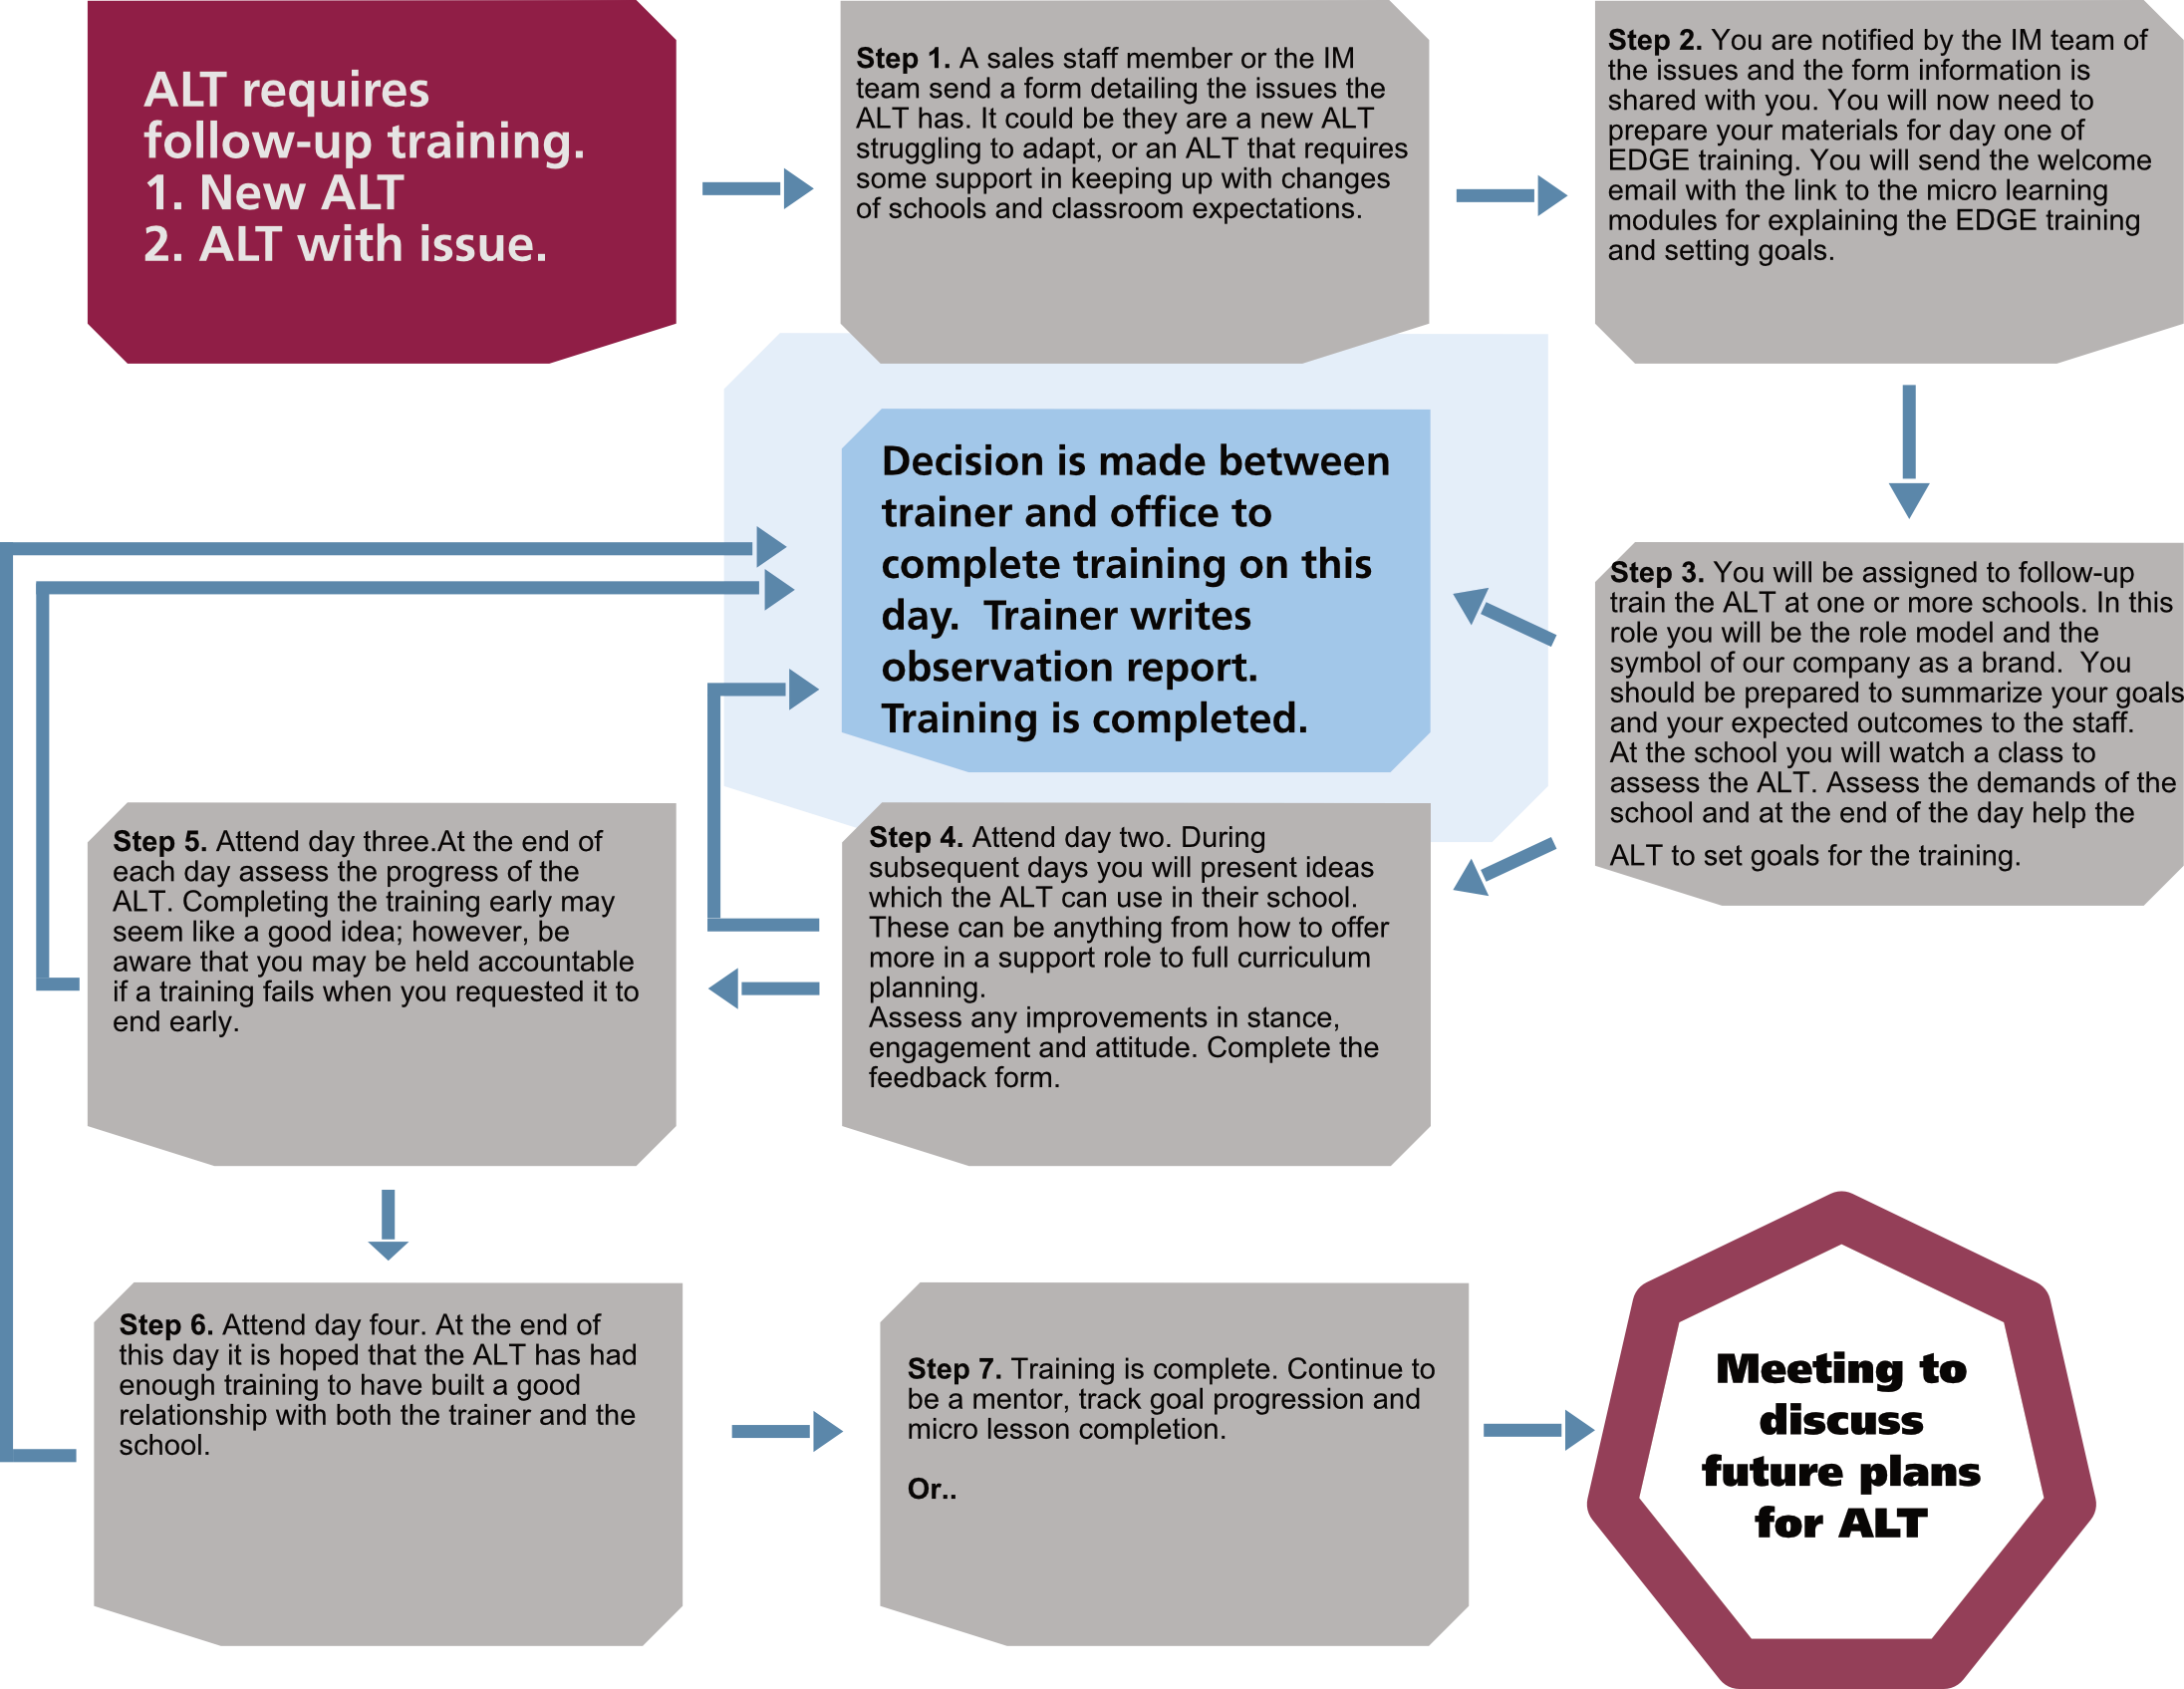 ALT requires
follow-up training.
1. New ALT
2. ALT with issue.
Step 1. A sales staff member or the IM
team send a form detailing the issues the
ALT has. It could be they are a new ALT
struggling to adapt, or an ALT that requires
some support in keeping up with changes
of schools and classroom expectations.
Step 2. You are notified by the IM team of
the issues and the form information is
shared with you. You will now need to
prepare your materials for day one of
EDGE training. You will send the welcome
email with the link to the micro learning
modules for explaining the EDGE training
and setting goals.
Decision is made between
trainer and office to
complete training on this
day.  Trainer writes
observation report.
Training is completed.
Step 3. You will be assigned to follow-up
train the ALT at one or more schools. In this
role you will be the role model and the
symbol of our company as a brand.  You
should be prepared to summarize your goals
and your expected outcomes to the staff.
At the school you will watch a class to
assess the ALT. Assess the demands of the
school and at the end of the day help the
ALT to set goals for the training.
Step 4. Attend day two. During
subsequent days you will present ideas
which the ALT can use in their school.
These can be anything from how to offer
more in a support role to full curriculum
planning.
Assess any improvements in stance,
engagement and attitude. Complete the
feedback form.
Step 5. Attend day three.At the end of
each day assess the progress of the
ALT. Completing the training early may
seem like a good idea; however, be
aware that you may be held accountable
if a training fails when you requested it to
end early.
Step 6. Attend day four. At the end of
this day it is hoped that the ALT has had
enough training to have built a good
relationship with both the trainer and the
school.
Step 7. Training is complete. Continue to
be a mentor, track goal progression and
micro lesson completion.
Or..
Meeting to
discuss
future plans
for ALT